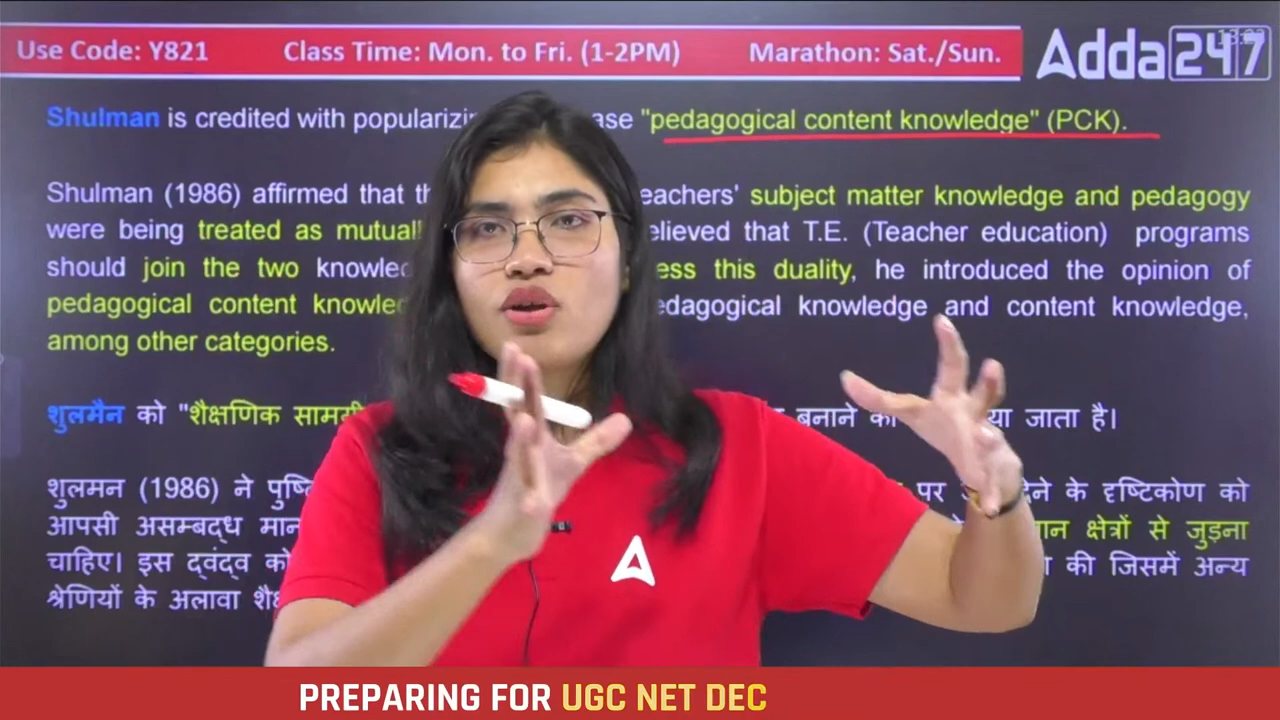 Use Code: Y821 Class Time: Mon. to Fri. (1-2PM) Marathon: Sat./Sun.
Adda247
Shulman is credited with popularizin ase "pedagogical content knowledge" (PCK).
Shulman (1986) affirmed that th eachers' subject matter knowledge and pedagogy
were being treated as mutuall elieved that T.E. (Teacher education) programs
should join the two knowled ess this duality, he introduced the opinion of
pedagogical content knowled edagogical knowledge and content knowledge,
among other categories.
शुलमैन को "शैक्षणिक सामग्री बनाने का या जाता है।
शुलमन (1986) ने पुष्टि पर देने के दृष्टिकोण को
आपसी असम्बद्ध मान ान क्षेत्रों से जुड़ना
चाहिए। इस द्वंद्व को की जिसमें अन्य
श्रेणियों के अलावा शै
PREPARING FOR UGC NET DEC